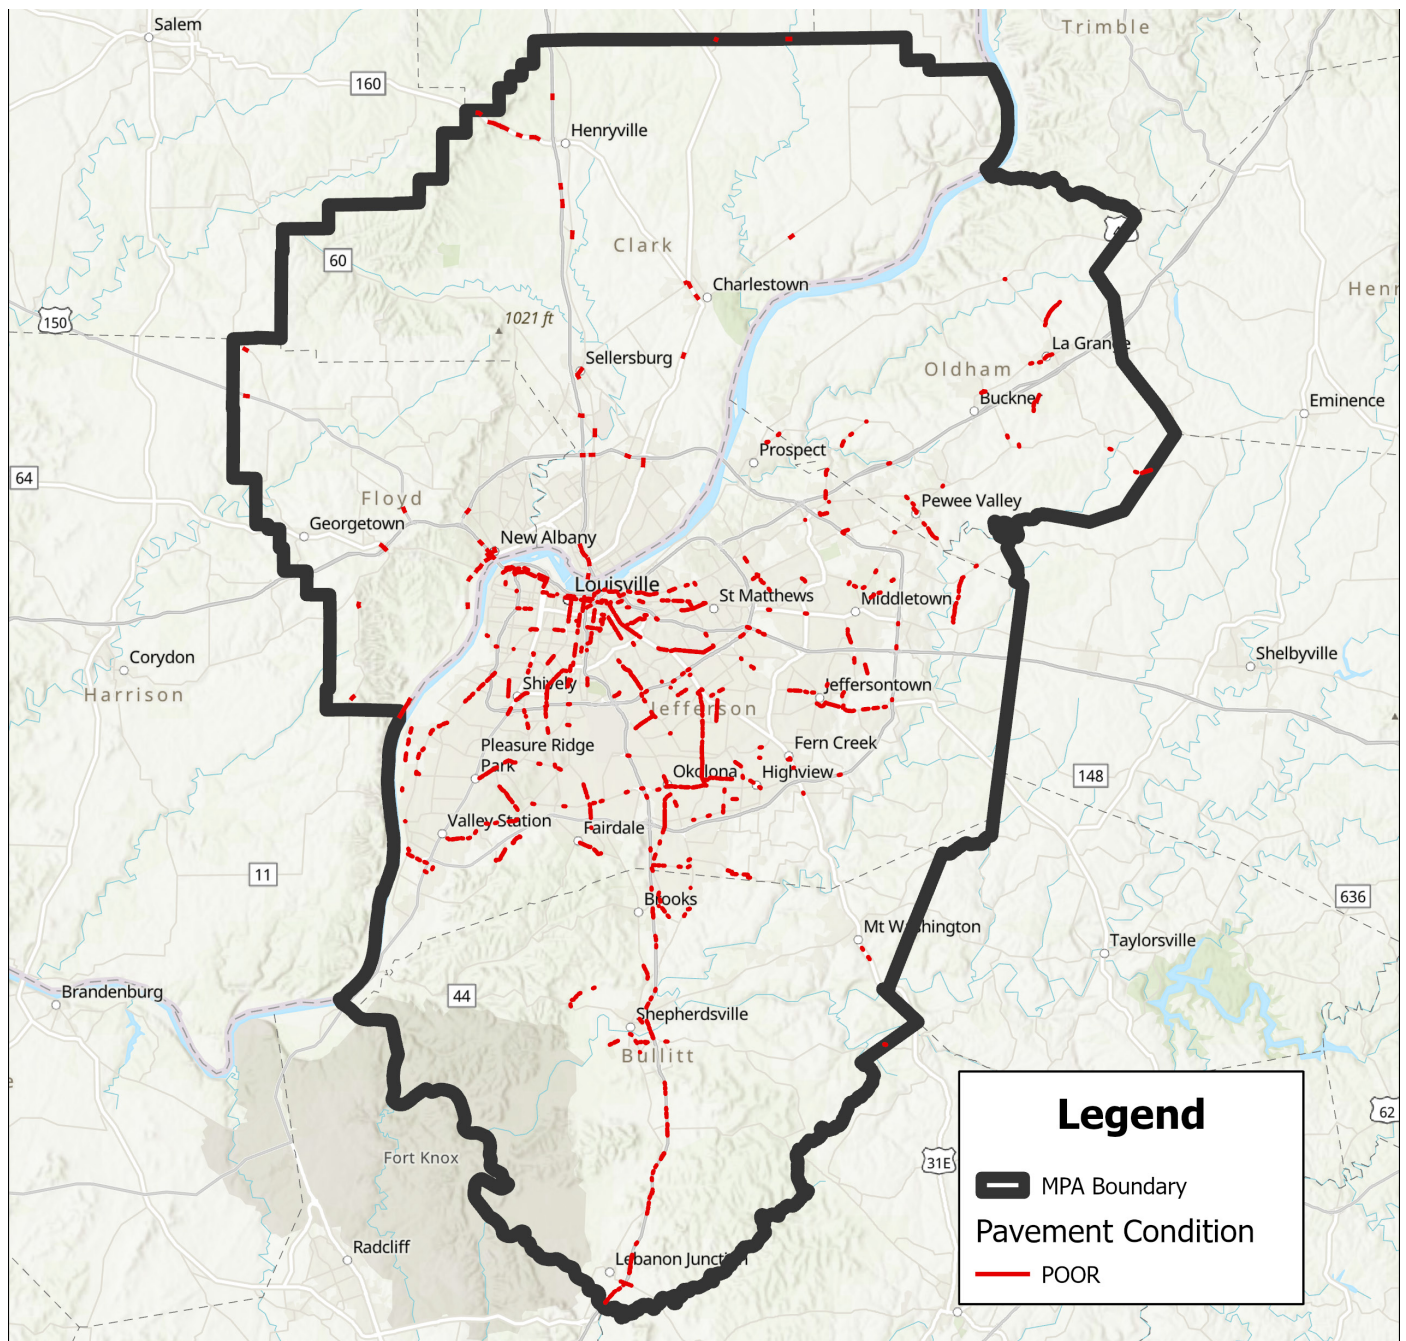 Salem
Trimble
160
Henryville
Clark
60
Charlestown
Henr
150
1021 ft
La Grange
Sellersburg
Oldham
Buckne
Eminence
Prospect
64
Floyd
Pewee Valley
Georgetown
New Albany
Louisville
St Matthews
Middletown
Corydon
Shelbyville
Harrison
Shively
Jeffersontown
Jefferson
Pleasure Ridge
Park
Fern Creek
Okolona
Highview
148
Valley Station
Fairdale
11
636
Brooks
Mt Washington
Taylorsville
Brandenburg
44
Shepherdsville
Bullitt
Legend
62
Fort Knox
31E
MPA Boundary
Pavement Condition
Radcliff
Lebanon Junction
POOR